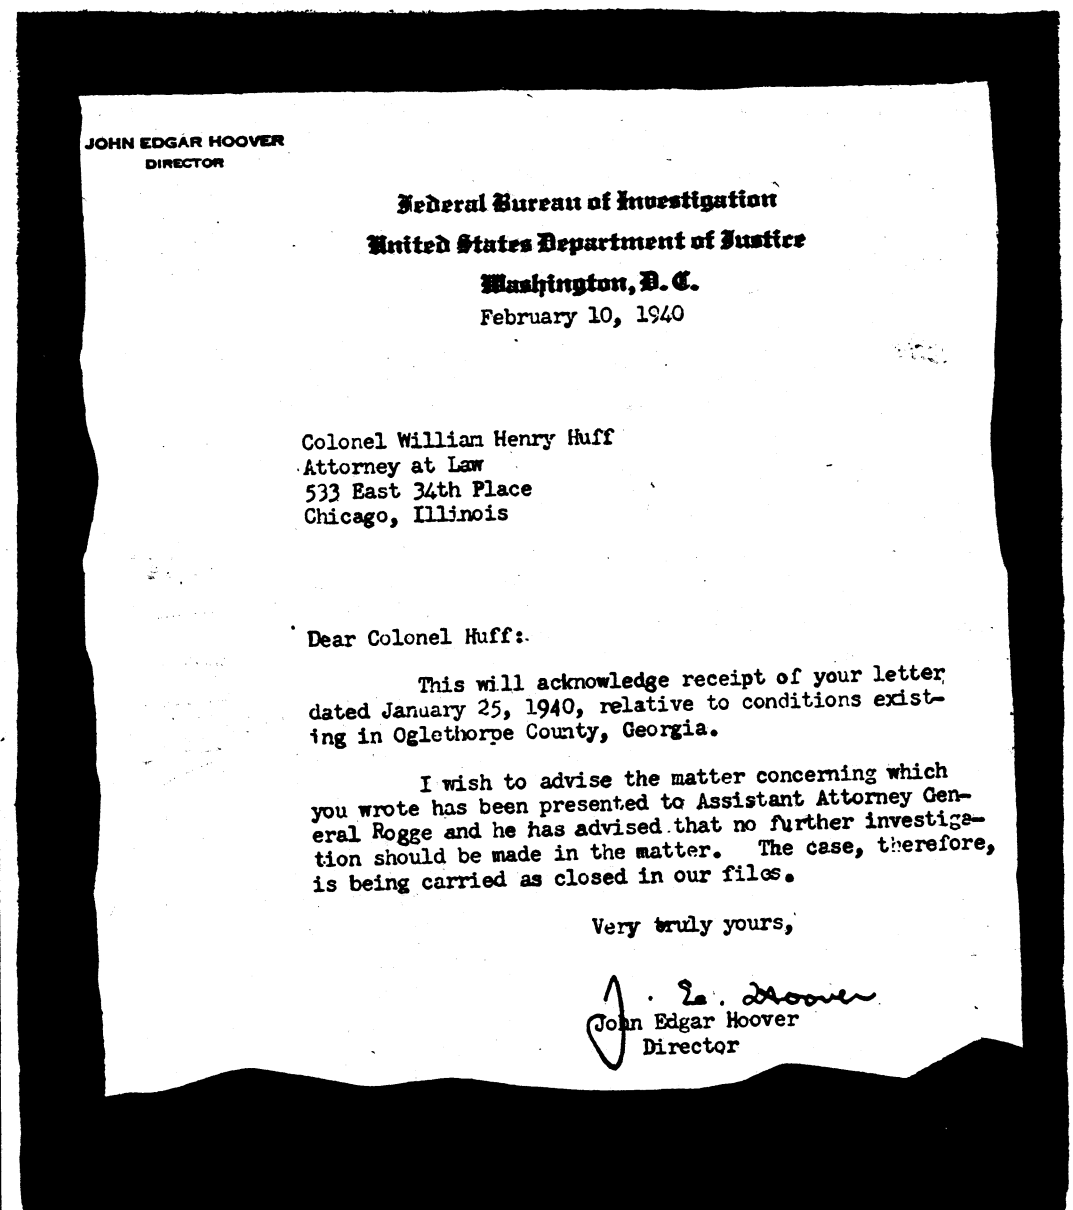 JOHN EDGAR HOOVER
DIRECTOR
Federal Bureau of Investigation
United States Department of Justice
Washington, D. C.
February 10, 1940
Colonel Willian Henry Huff
Attorney at Law
533 East 34th Place
Chicago, Illinois
Dear Colonel Huff:
This will acknowledge receipt of your letter
dated January 25, 1940, relative to conditions exist-
ing in Oglethorpe County, Georgia.
I wish to advise the matter concerning which
you wrote has been presented to Assistant Attorney Gen-
eral Rogge and he has advised that no further investiga-
tion should be made in the matter. The case, therefore,
is being carried as closed in our files.
Very truly yours,
J. E. Hoover
John Edgar Hoover
Director